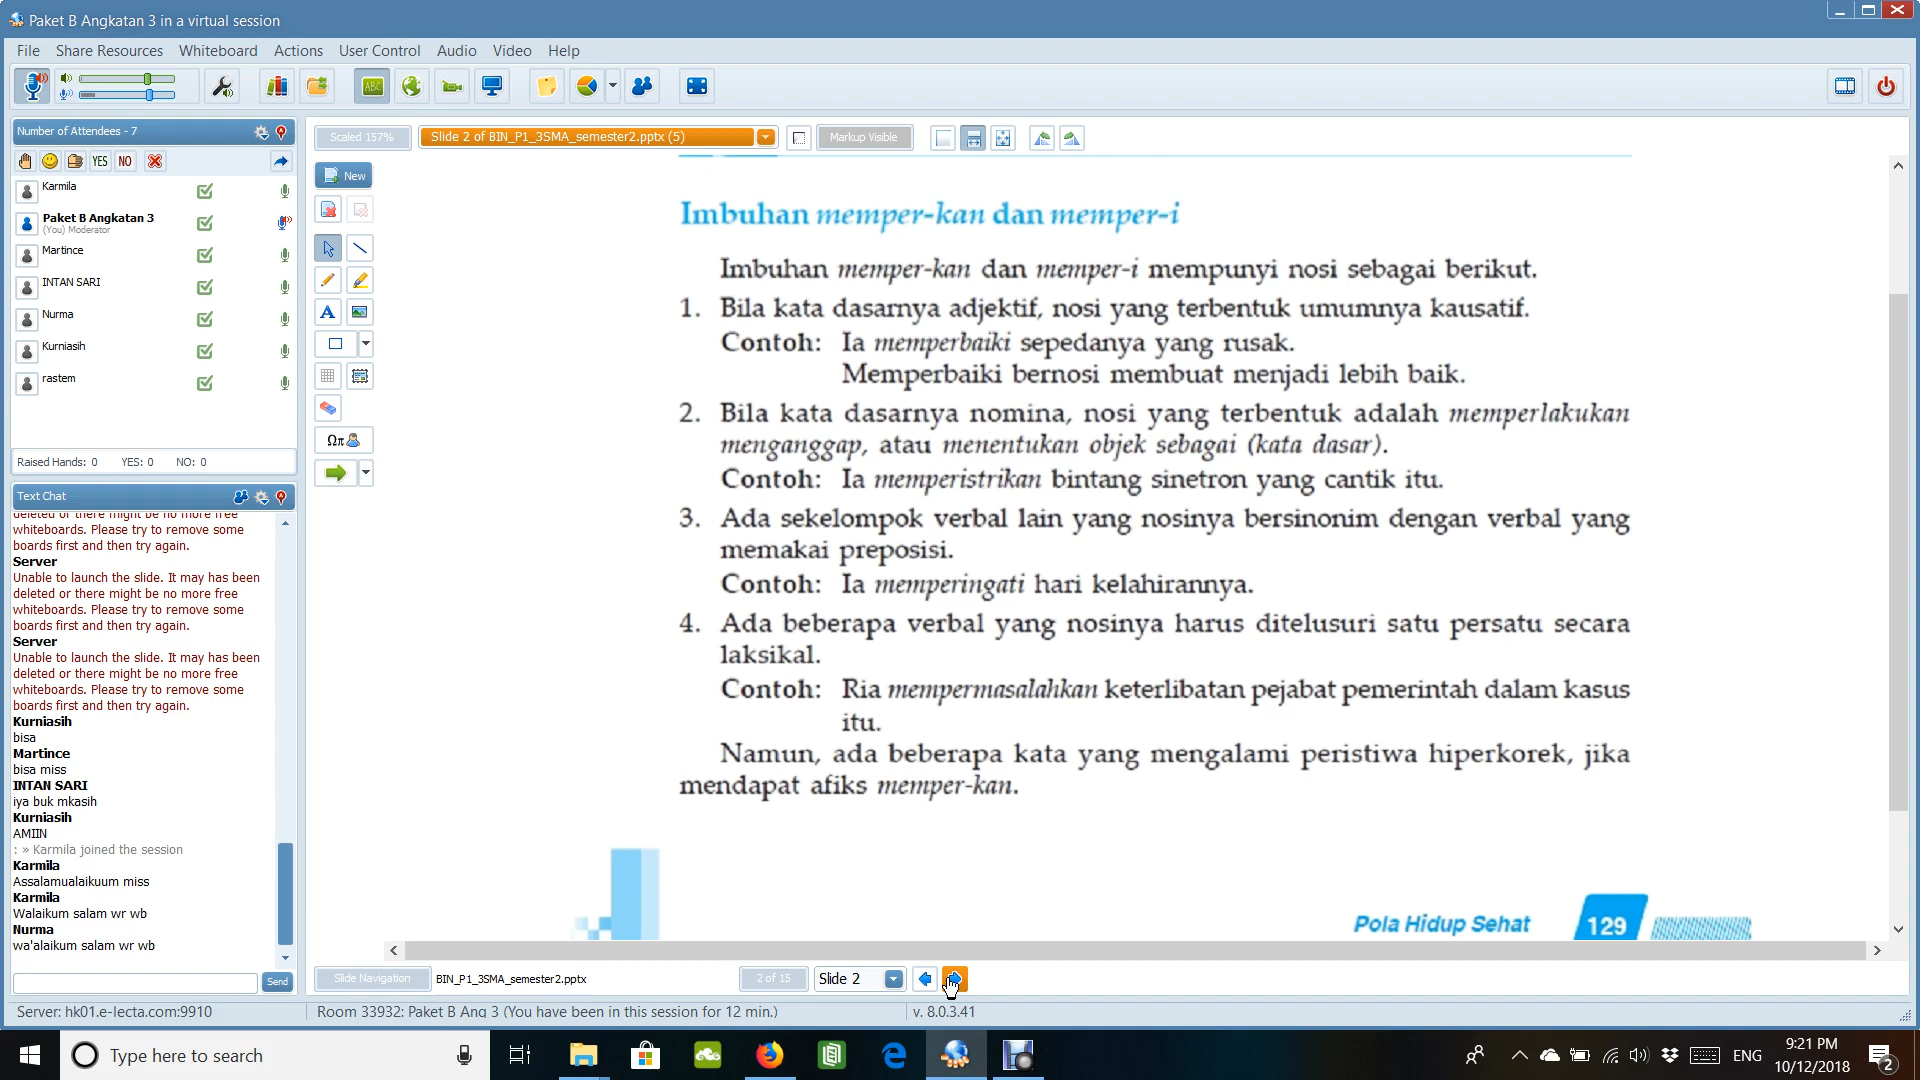 Paket B Angkatan 3 in a virtual session
File Share Resources Whiteboard Actions User Control Audio Video Help
ABC
Number of Attendees - 7
YES NO
Karmila
Paket B Angkatan 3
(You) Moderator
Martince
INTAN SARI
Nurma
Kurniasih
rastem
Raised Hands: 0 YES: 0 NO: 0
Text Chat
deleted or there might be no more free
whiteboards. Please try to remove some
boards first and then try again.
Server
Unable to launch the slide. It may has been
deleted or there might be no more free
whiteboards. Please try to remove some
boards first and then try again.
Server
Unable to launch the slide. It may has been
deleted or there might be no more free
whiteboards. Please try to remove some
boards first and then try again.
Kurniasih
bisa
Martince
bisa miss
INTAN SARI
iya buk mkasih
Kurniasih
AMIIN
: » Karmila joined the session
Karmila
Assalamualaikuum miss
Karmila
Walaikum salam wr wb
Nurma
wa'alaikum salam wr wb
Send
Scaled 157% Slide 2 of BIN_P1_3SMA_semester2.pptx (5) Markup Visible
New
A
Ωπ
Imbuhan memper-kan dan memper-i
Imbuhan memper-kan dan memper-i mempunyi nosi sebagai berikut.
1. Bila kata dasarnya adjektif, nosi yang terbentuk umumnya kausatif.
Contoh: Ia memperbaiki sepedanya yang rusak.
Memperbaiki bernosi membuat menjadi lebih baik.
2. Bila kata dasarnya nomina, nosi yang terbentuk adalah memperlakukan
menganggap, atau menentukan objek sebagai (kata dasar).
Contoh: Ia memperistrikan bintang sinetron yang cantik itu.
3. Ada sekelompok verbal lain yang nosinya bersinonim dengan verbal yang
memakai preposisi.
Contoh: Ia memperingati hari kelahirannya.
4. Ada beberapa verbal yang nosinya harus ditelusuri satu persatu secara
laksikal.
Contoh: Ria mempermasalahkan keterlibatan pejabat pemerintah dalam kasus
itu.
Namun, ada beberapa kata yang mengalami peristiwa hiperkorek, jika
mendapat afiks memper-kan.
Pola Hidup Sehat 129
Slide Navigation BIN_P1_3SMA_semester2.pptx 2 of 15 Slide 2
Server: hk01.e-lecta.com:9910 Room 33932: Paket B Ang 3 (You have been in this session for 12 min.) v. 8.0.3.41
Type here to search
ENG
9:21 PM
10/12/2018
2